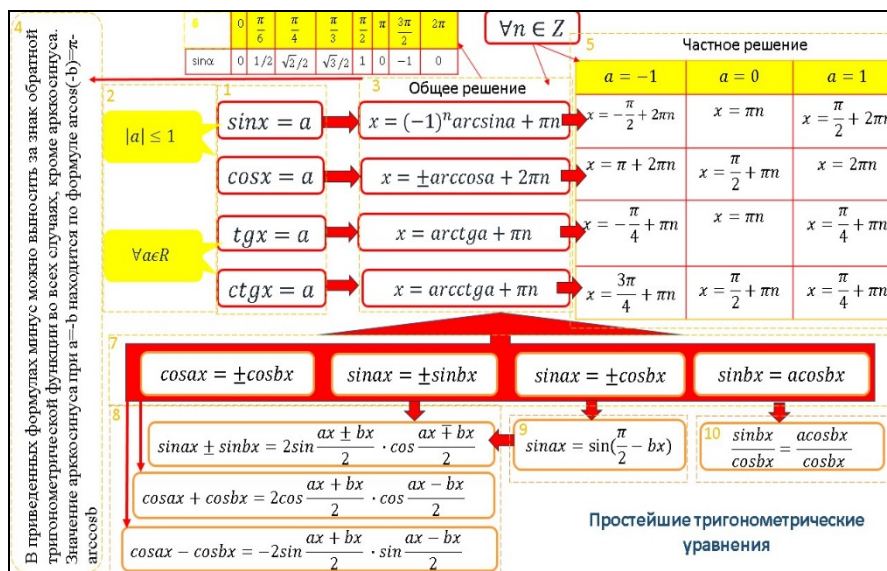 4
В приведенных формулах минус можно выносить за знак обратной
тригонометрической функции во всех случаях, кроме арккосинуса.
Значение арккосинуса при a=-b находится по формуле arcos(-b)=π-
arccosb
6 0 π/6 π/4 π/3 π/2 π 3π/2 2π
sinα 0 1/2 √2/2 √3/2 1 0 −1 0
∀n ∈ Z
5 Частное решение
a = −1 a = 0 a = 1
x = −π/2 + 2πn x = πn x = π/2 + 2πn
x = π + 2πn x = π/2 + πn x = 2πn
x = −π/4 + πn x = πn x = π/4 + πn
x = 3π/4 + πn x = π/2 + πn x = π/4 + πn
2
|a| ≤ 1
∀aϵR
1
sinx = a
cosx = a
tgx = a
ctgx = a
3
Общее решение
x = (−1)ⁿarcsina + πn
x = ±arccosa + 2πn
x = arctga + πn
x = arcctga + πn
7
cosax = ±cosbx sinax = ±sinbx sinax = ±cosbx sinbx = acosbx
8
sinax ± sinbx = 2sin (ax ± bx)/2 · cos (ax ∓ bx)/2
cosax + cosbx = 2cos (ax + bx)/2 · cos (ax − bx)/2
cosax − cosbx = −2sin (ax + bx)/2 · sin (ax − bx)/2
9
sinax = sin(π/2 − bx)
10
sinbx/cosbx = acosbx/cosbx
Простейшие тригонометрические
уравнения